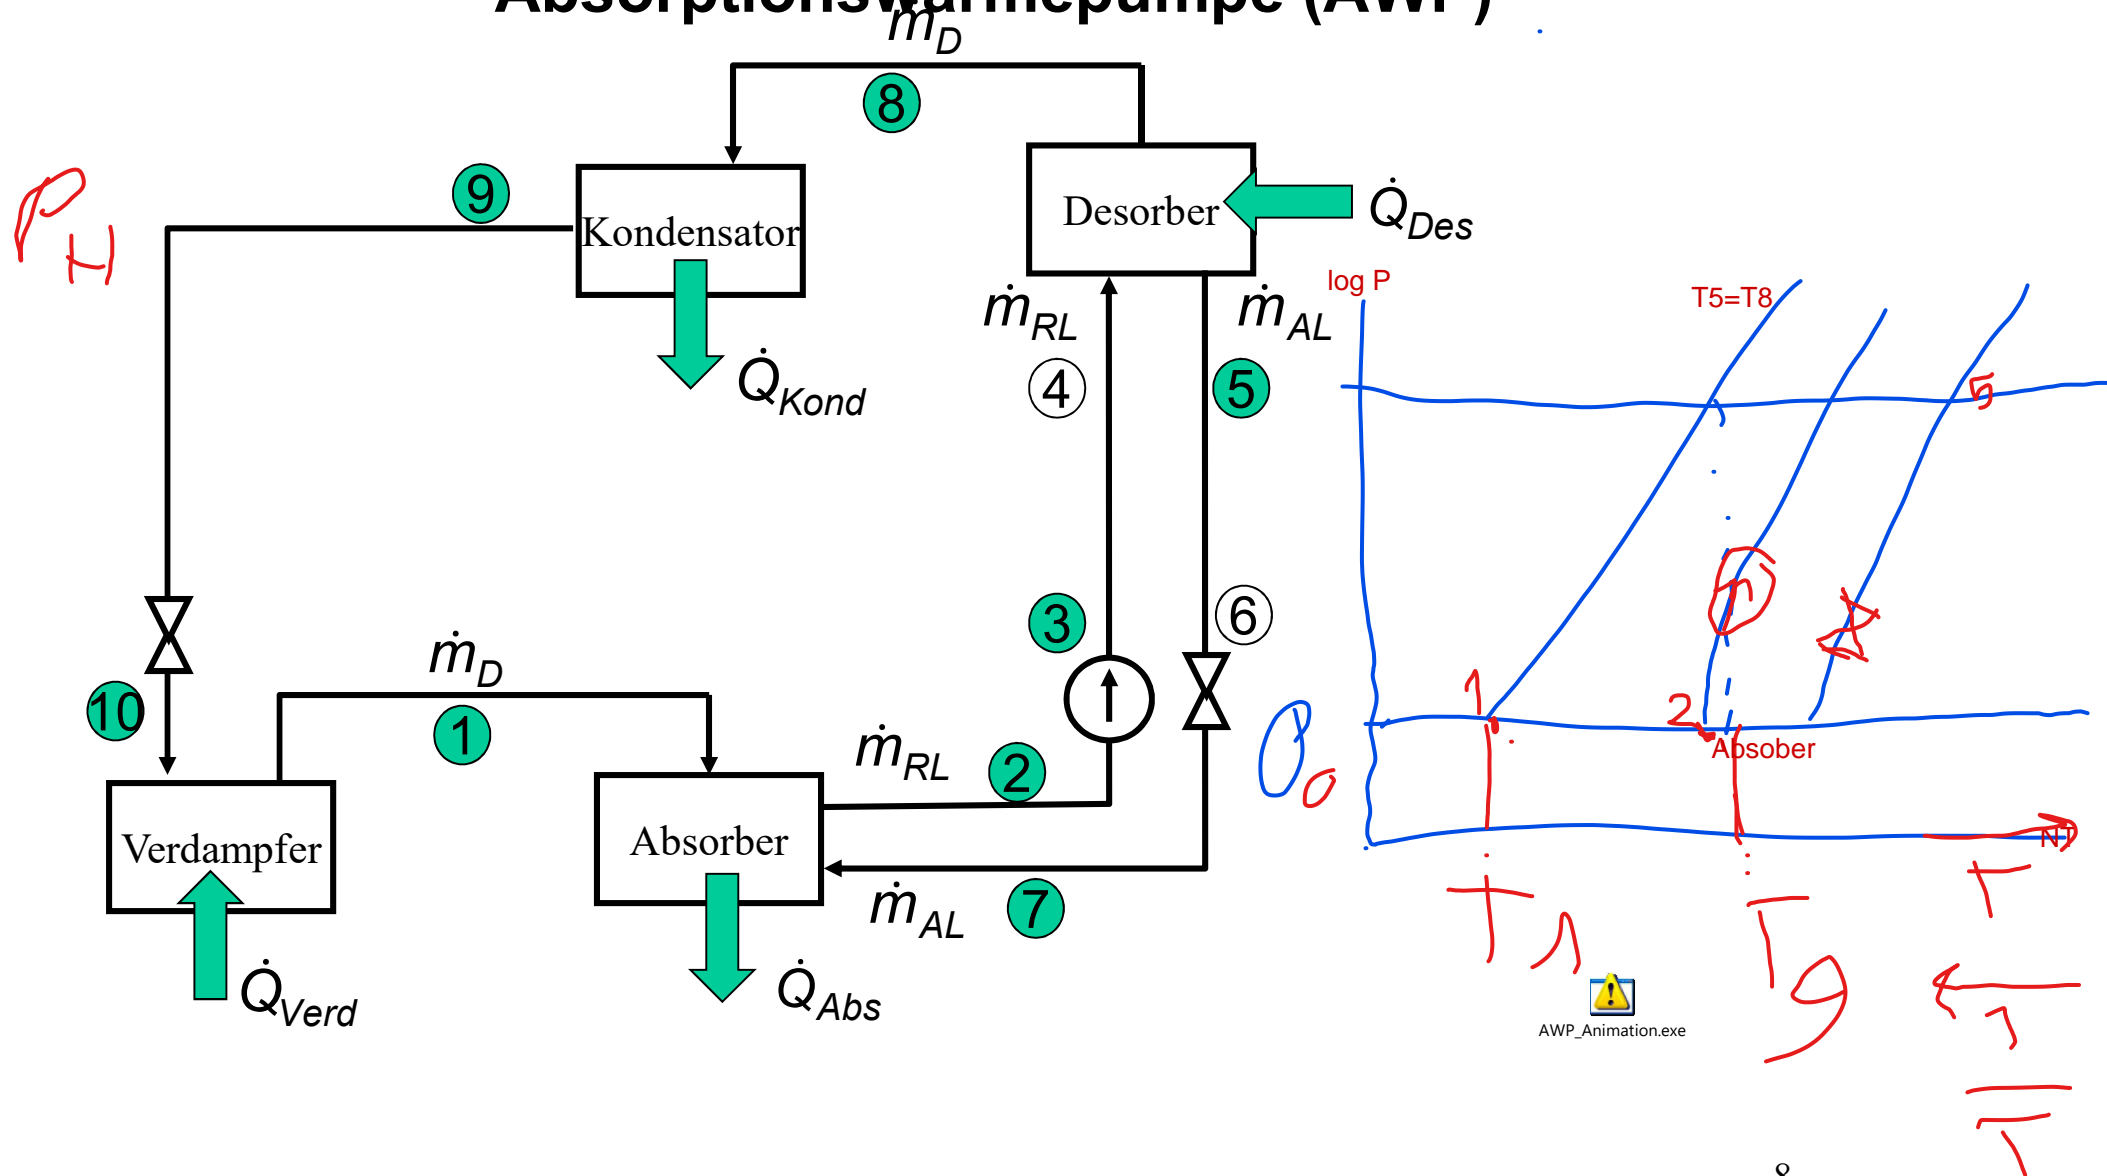 Absorptionswärmepumpe (AWP)
ṁD
8
9
Kondensator
Desorber
Q̇Des
PH
log P
T5=T8
ṁRL
ṁAL
4
5
Q̇Kond
5
3
6
10
ṁD
1
ṁRL
2
1
2
P0
Absober
Verdampfer
Absorber
NT
ṁAL
7
T1
T9
T
Q̇Verd
Q̇Abs
AWP_Animation.exe
8